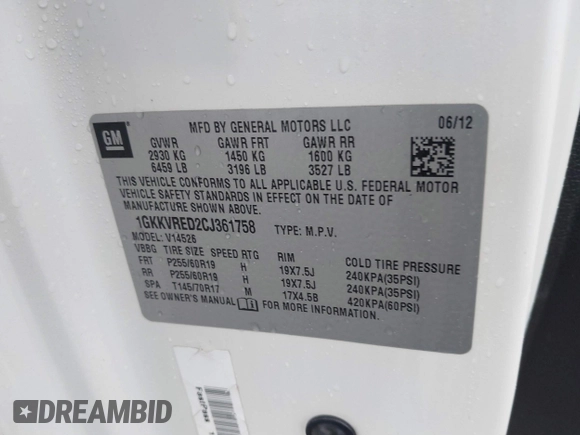 GM
MFD BY GENERAL MOTORS LLC
06/12
GVWR GAWR FRT GAWR RR
2930 KG 1450 KG 1600 KG
6459 LB 3196 LB 3527 LB
THIS VEHICLE CONFORMS TO ALL APPLICABLE U.S. FEDERAL MOTOR
VEHICLE SAFETY STANDARDS IN EFFECT ON THE DATE OF
MANUFACTURE SHOWN ABOVE.
1GKKVRED2CJ361758 TYPE: M.P.V.
V14526
VBBG TIRE SIZE SPEED RTG RIM COLD TIRE PRESSURE
FRT P255/60R19 H 19X7.5J 240KPA(35PSI)
RR P255/60R19 H 19X7.5J 240KPA(35PSI)
SPA T145/70R17 M 17X4.5B 420KPA(60PSI)
SEE OWNER'S MANUAL FOR MORE INFORMATION.
DREAMBID